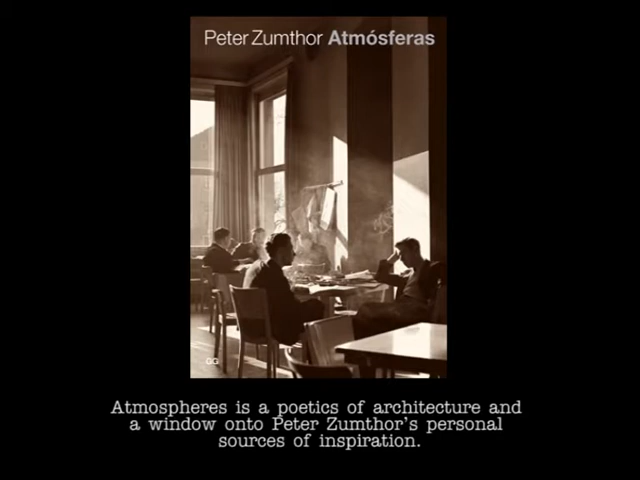 Peter Zumthor Atmósferas
GG
Atmospheres is a poetics of architecture and
a window onto Peter Zumthor's personal
sources of inspiration.